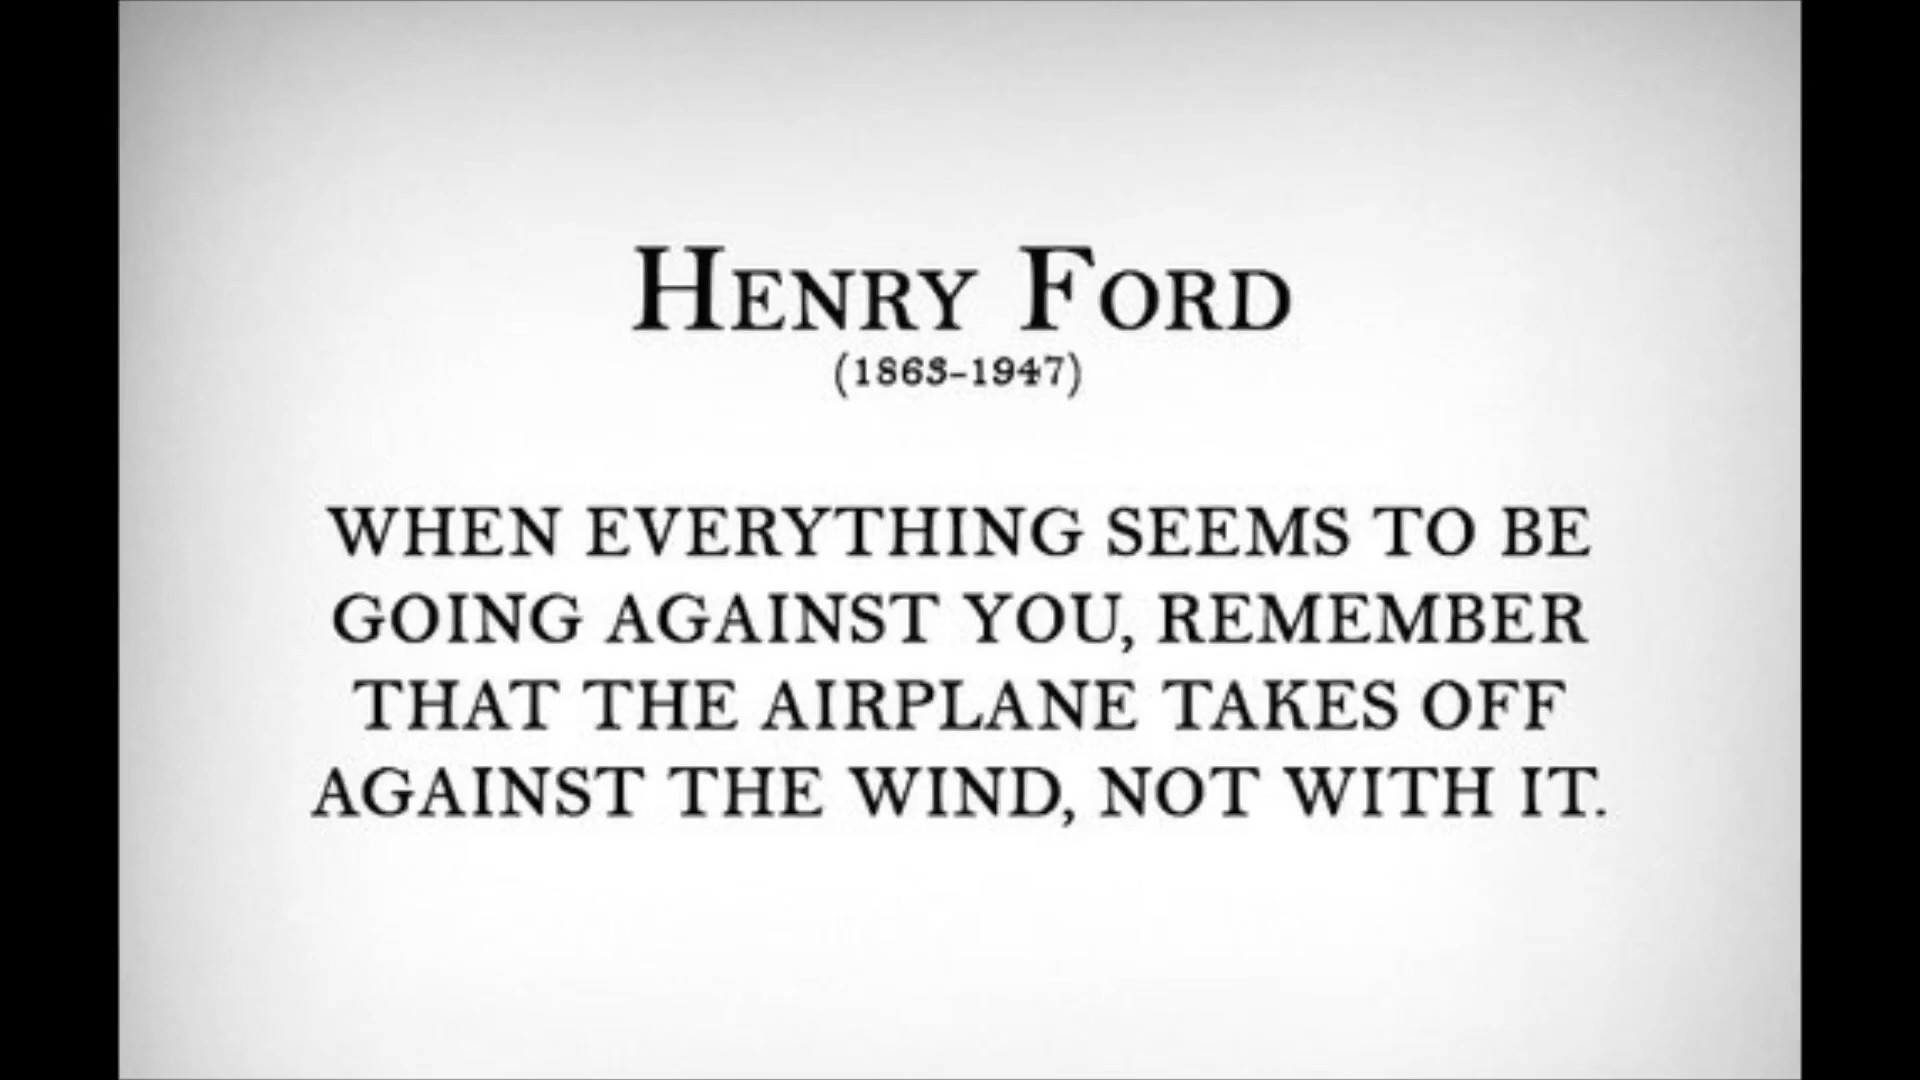 HENRY FORD
(1863-1947)
WHEN EVERYTHING SEEMS TO BE
GOING AGAINST YOU, REMEMBER
THAT THE AIRPLANE TAKES OFF
AGAINST THE WIND, NOT WITH IT.